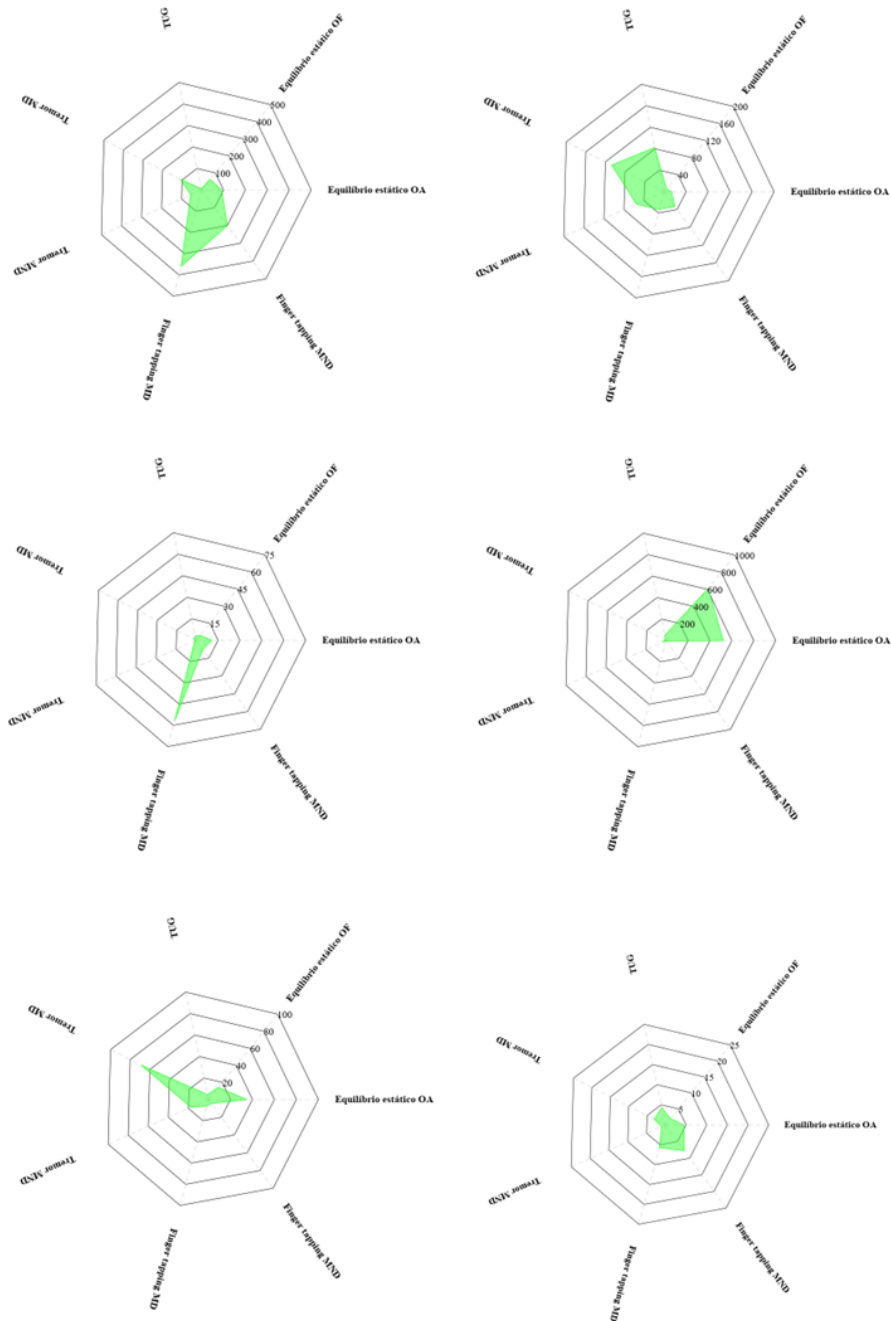 TUG
Equilíbrio estático OF
Tremor MD
500
400
300
200
100
Equilíbrio estático OA
Tremor MND
Finger tapping MD
Finger tapping MND
TUG
Equilíbrio estático OF
Tremor MD
200
160
120
80
40
Equilíbrio estático OA
Tremor MND
Finger tapping MD
Finger tapping MND
TUG
Equilíbrio estático OF
Tremor MD
75
60
45
30
15
Equilíbrio estático OA
Tremor MND
Finger tapping MD
Finger tapping MND
TUG
Equilíbrio estático OF
Tremor MD
1000
800
600
400
200
Equilíbrio estático OA
Tremor MND
Finger tapping MD
Finger tapping MND
TUG
Equilíbrio estático OF
Tremor MD
100
80
60
40
20
Equilíbrio estático OA
Tremor MND
Finger tapping MD
Finger tapping MND
TUG
Equilíbrio estático OF
Tremor MD
25
20
15
10
5
Equilíbrio estático OA
Tremor MND
Finger tapping MD
Finger tapping MND